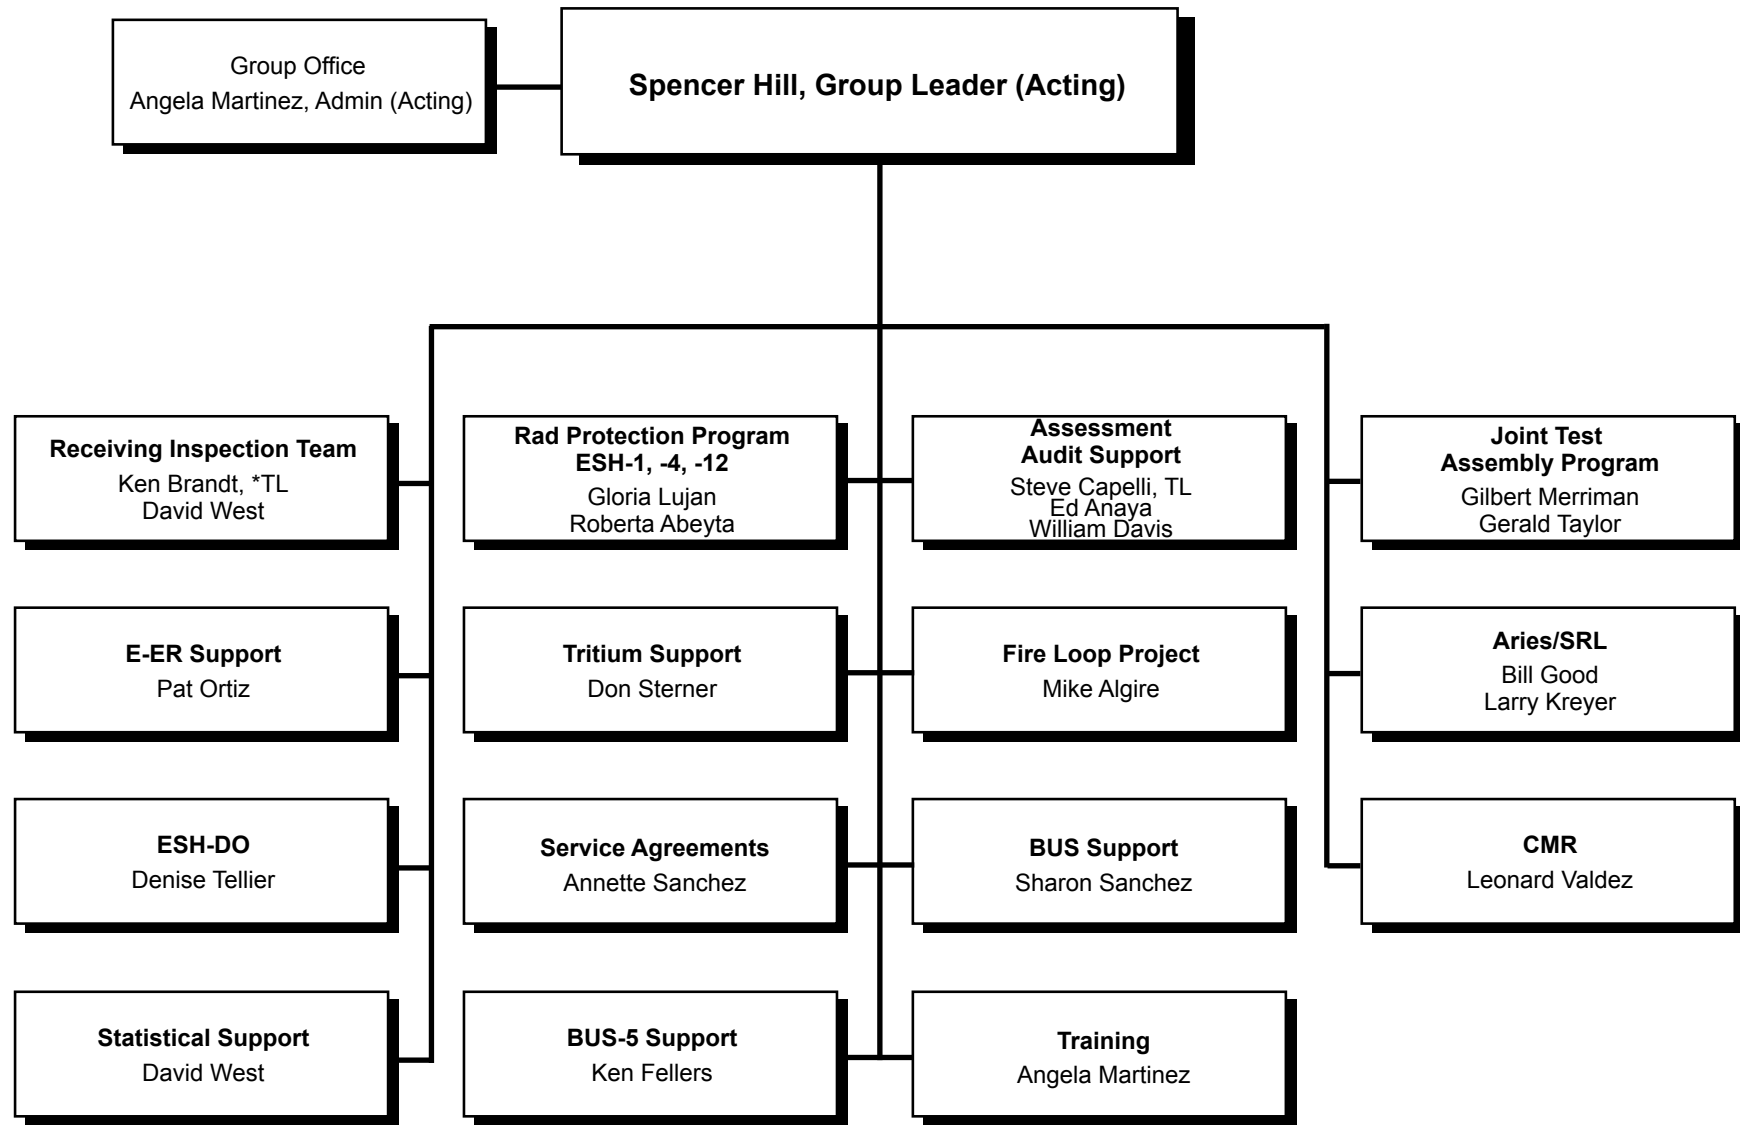 Group Office
Angela Martinez, Admin (Acting)
Spencer Hill, Group Leader (Acting)
Receiving Inspection Team
Ken Brandt, *TL
David West
Rad Protection Program
ESH-1, -4, -12
Gloria Lujan
Roberta Abeyta
Assessment
Audit Support
Steve Capelli, TL
Ed Anaya
William Davis
Joint Test
Assembly Program
Gilbert Merriman
Gerald Taylor
E-ER Support
Pat Ortiz
Tritium Support
Don Sterner
Fire Loop Project
Mike Algire
Aries/SRL
Bill Good
Larry Kreyer
ESH-DO
Denise Tellier
Service Agreements
Annette Sanchez
BUS Support
Sharon Sanchez
CMR
Leonard Valdez
Statistical Support
David West
BUS-5 Support
Ken Fellers
Training
Angela Martinez